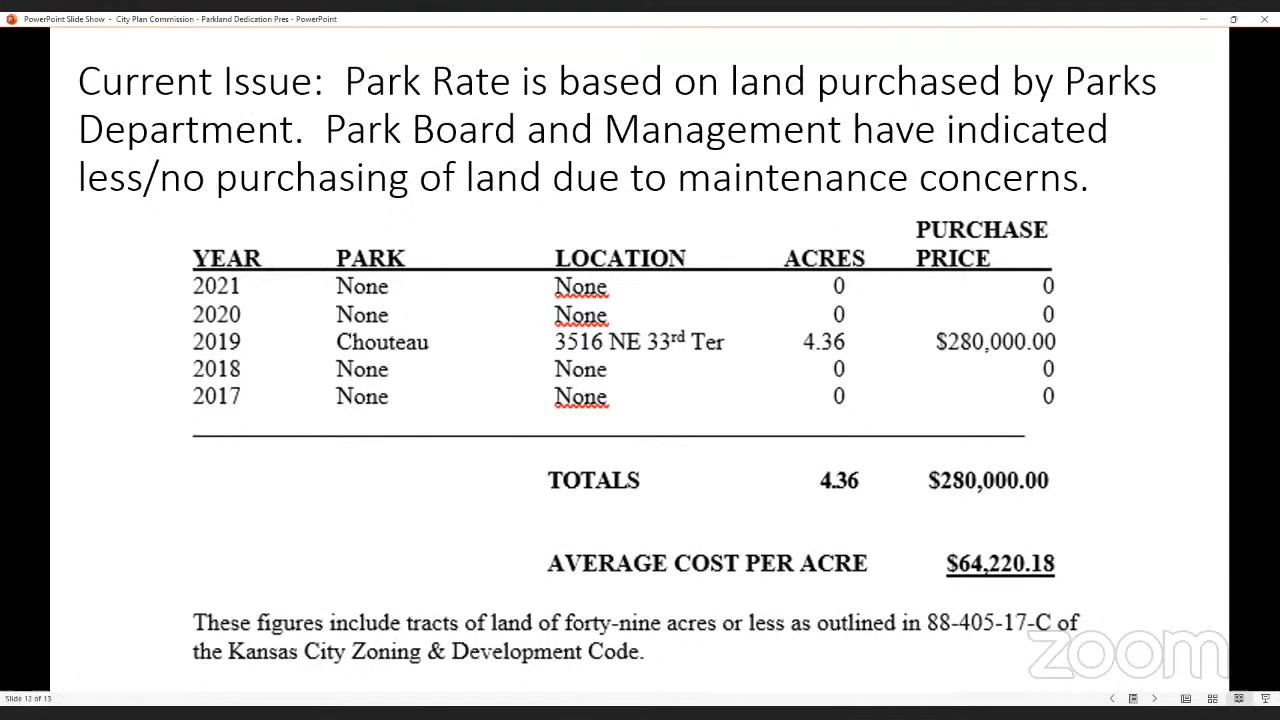 PowerPoint Slide Show - City Plan Commission - Parkland Dedication Pres - PowerPoint
Current Issue: Park Rate is based on land purchased by Parks
Department. Park Board and Management have indicated
less/no purchasing of land due to maintenance concerns.
PURCHASE
YEAR PARK LOCATION ACRES PRICE
2021 None None 0 0
2020 None None 0 0
2019 Chouteau 3516 NE 33rd Ter 4.36 $280,000.00
2018 None None 0 0
2017 None None 0 0
TOTALS 4.36 $280,000.00
AVERAGE COST PER ACRE $64,220.18
These figures include tracts of land of forty-nine acres or less as outlined in 88-405-17-C of
the Kansas City Zoning & Development Code.
zoom
Slide 12 of 13